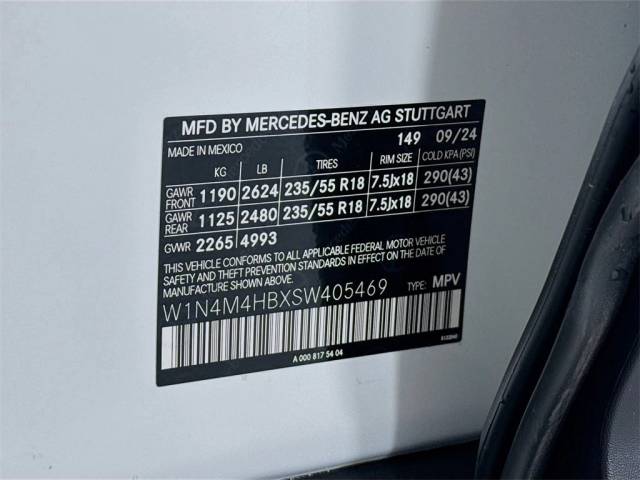 MFD BY MERCEDES-BENZ AG STUTTGART
MADE IN MEXICO 149 09/24
KG LB TIRES RIM SIZE COLD KPA (PSI)
GAWR FRONT 1190 2624 235/55 R18 7.5Jx18 290(43)
GAWR REAR 1125 2480 235/55 R18 7.5Jx18 290(43)
GVWR 2265 4993
THIS VEHICLE CONFORMS TO ALL APPLICABLE FEDERAL MOTOR VEHICLE
SAFETY AND THEFT PREVENTION STANDARDS IN EFFECT ON THE DATE OF
MANUFACTURE SHOWN ABOVE.
W1N4M4HBXSW405469 TYPE: MPV
A 000 817 54 04